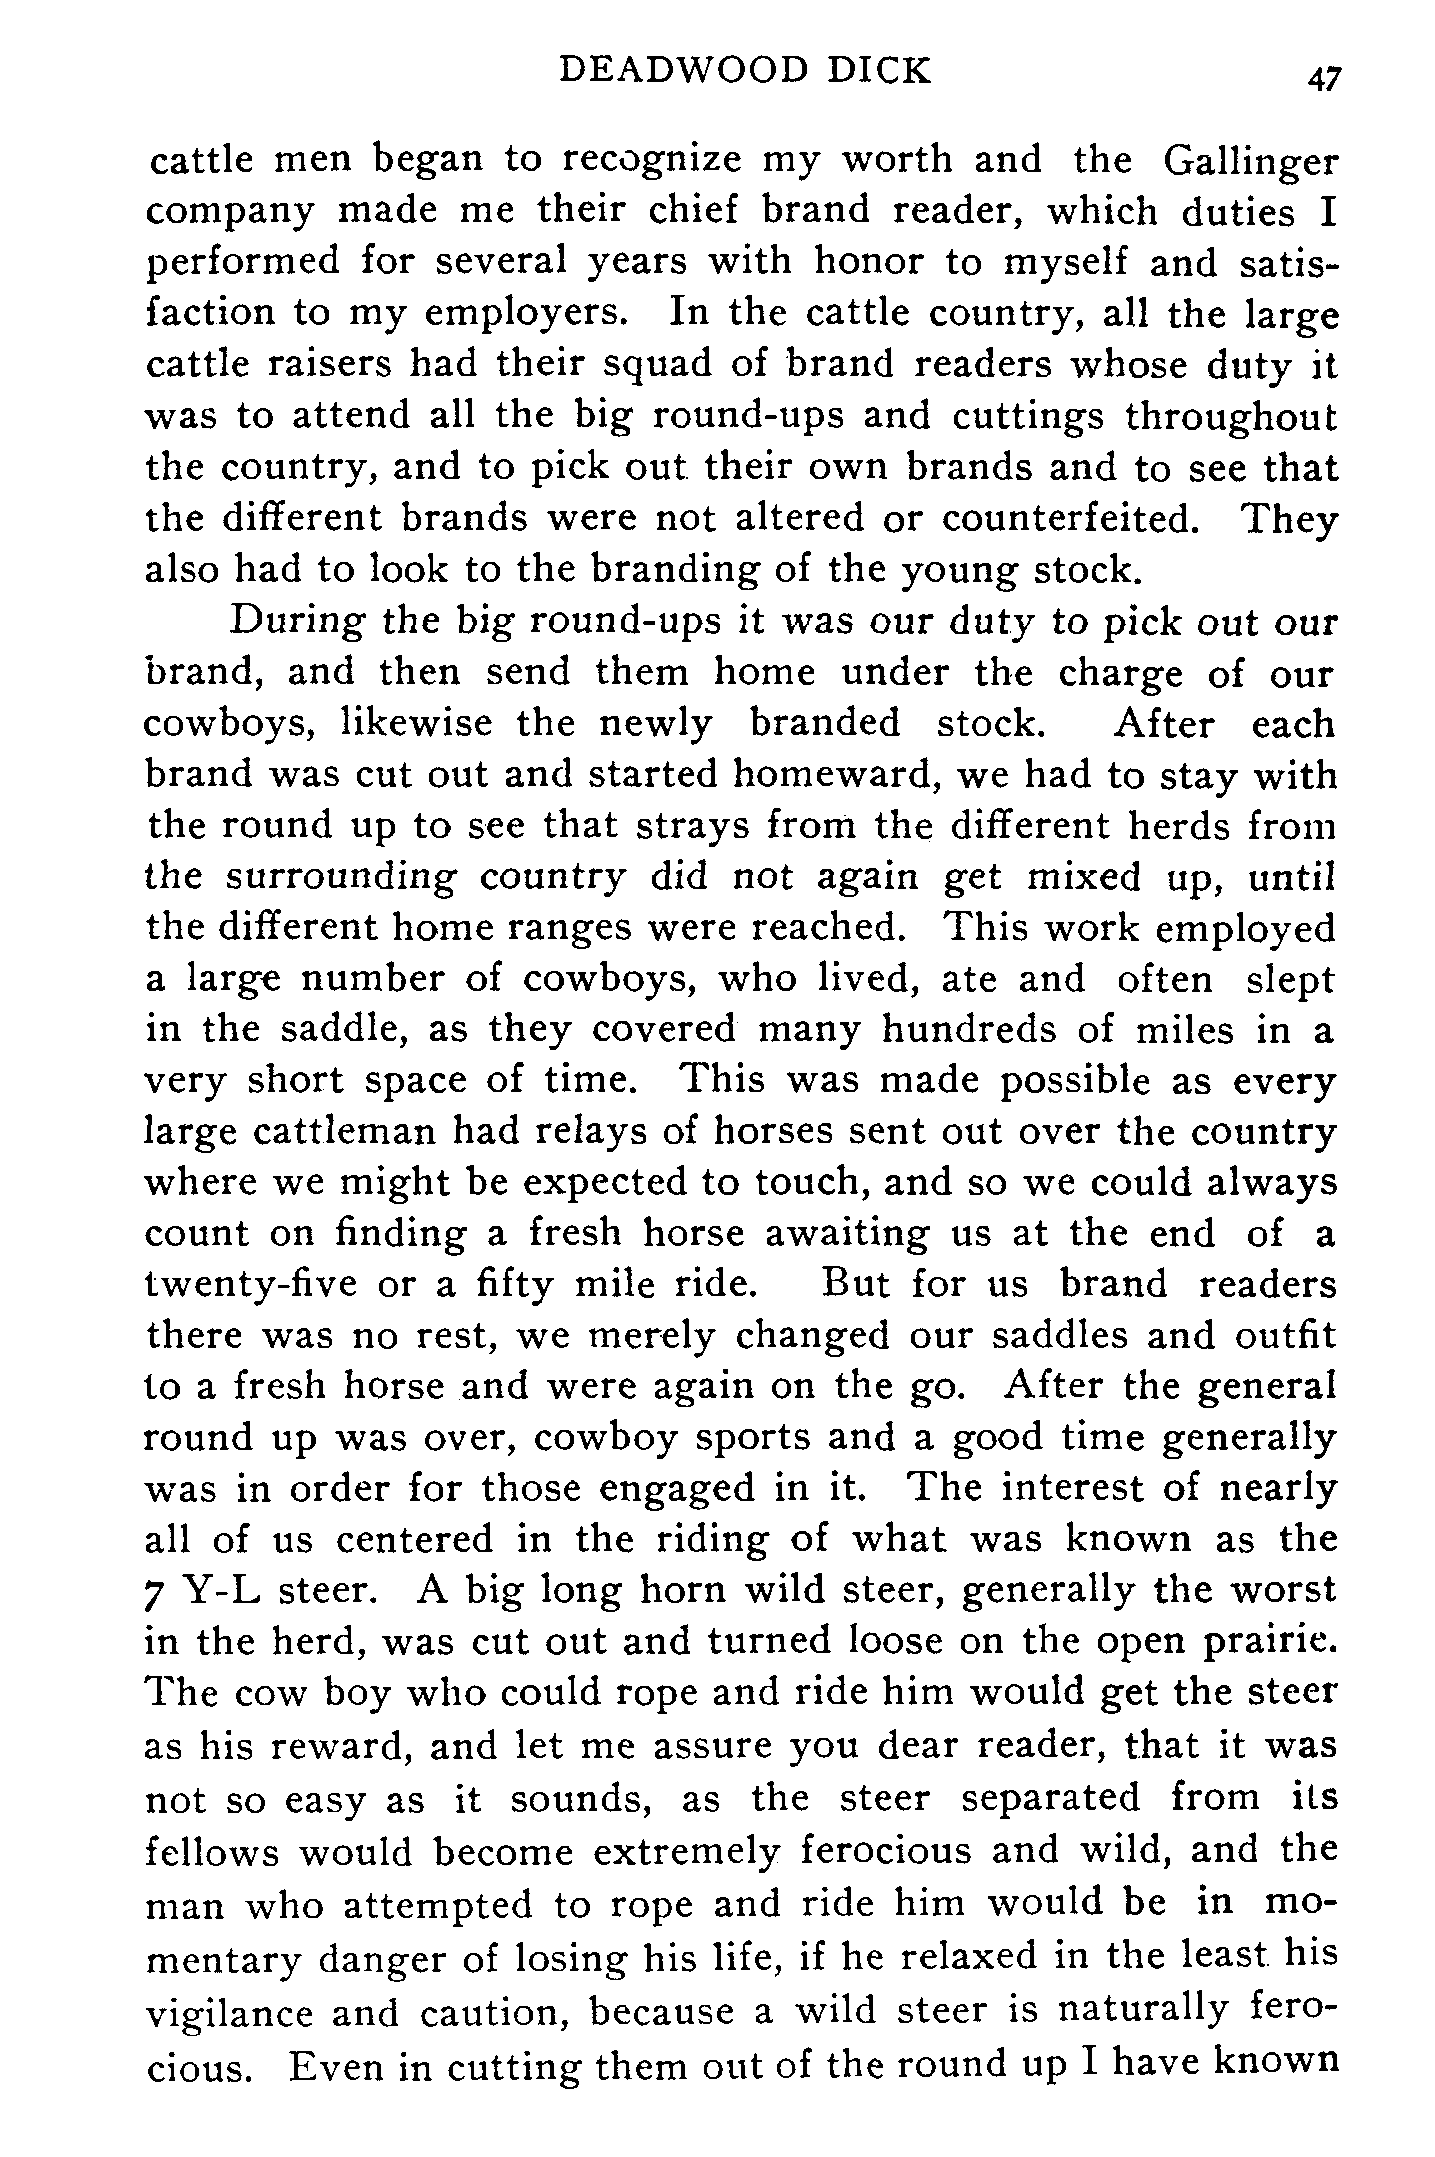 DEADWOOD DICK 47
cattle men began to recognize my worth and the Gallinger
company made me their chief brand reader, which duties I
performed for several years with honor to myself and satis-
faction to my employers. In the cattle country, all the large
cattle raisers had their squad of brand readers whose duty it
was to attend all the big round-ups and cuttings throughout
the country, and to pick out their own brands and to see that
the different brands were not altered or counterfeited. They
also had to look to the branding of the young stock.
During the big round-ups it was our duty to pick out our
brand, and then send them home under the charge of our
cowboys, likewise the newly branded stock. After each
brand was cut out and started homeward, we had to stay with
the round up to see that strays from the different herds from
the surrounding country did not again get mixed up, until
the different home ranges were reached. This work employed
a large number of cowboys, who lived, ate and often slept
in the saddle, as they covered many hundreds of miles in a
very short space of time. This was made possible as every
large cattleman had relays of horses sent out over the country
where we might be expected to touch, and so we could always
count on finding a fresh horse awaiting us at the end of a
twenty-five or a fifty mile ride. But for us brand readers
there was no rest, we merely changed our saddles and outfit
to a fresh horse and were again on the go. After the general
round up was over, cowboy sports and a good time generally
was in order for those engaged in it. The interest of nearly
all of us centered in the riding of what was known as the
7 Y-L steer. A big long horn wild steer, generally the worst
in the herd, was cut out and turned loose on the open prairie.
The cow boy who could rope and ride him would get the steer
as his reward, and let me assure you dear reader, that it was
not so easy as it sounds, as the steer separated from its
fellows would become extremely ferocious and wild, and the
man who attempted to rope and ride him would be in mo-
mentary danger of losing his life, if he relaxed in the least his
vigilance and caution, because a wild steer is naturally fero-
cious. Even in cutting them out of the round up I have known